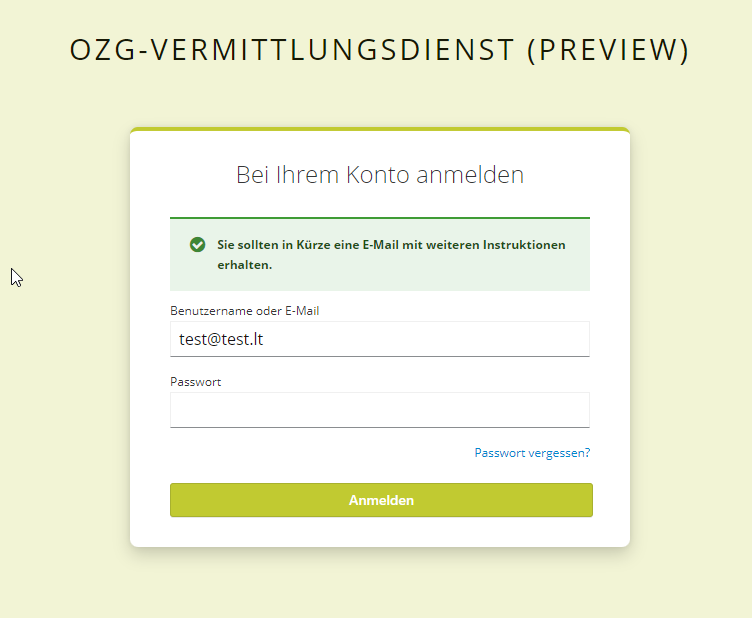 OZG-VERMITTLUNGSDIENST (PREVIEW)
Bei Ihrem Konto anmelden
Sie sollten in Kürze eine E-Mail mit weiteren Instruktionen
erhalten.
Benutzername oder E-Mail
test@test.lt
Passwort
Passwort vergessen?
Anmelden